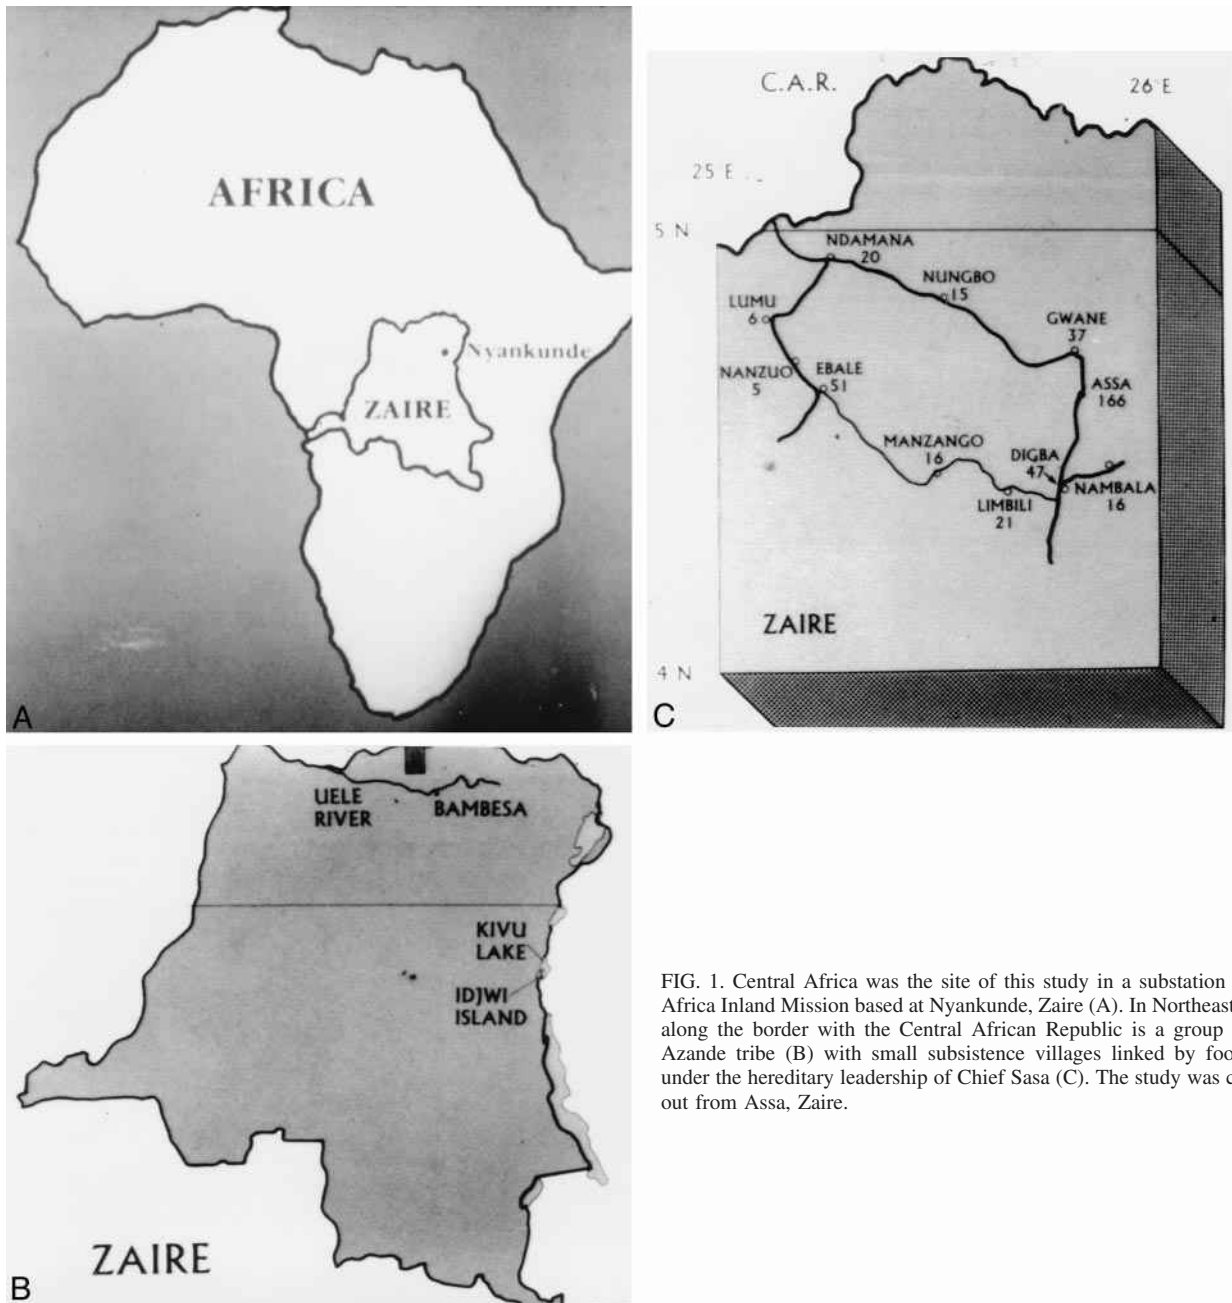 AFRICA
Nyankunde
ZAIRE
A
C.A.R.
26°E
25 E
5 N
NDAMANA
20
NUNGBO
15
LUMU
6
GWANE
37
NANZUO
5
EBALE
51
ASSA
166
MANZANGO
16
DIGBA
47
NAMBALA
16
LIMBILI
21
ZAIRE
4 N
C
UELE
RIVER
BAMBESA
KIVU
LAKE
IDJWI
ISLAND
ZAIRE
B
FIG. 1. Central Africa was the site of this study in a substation
Africa Inland Mission based at Nyankunde, Zaire (A). In Northeast
along the border with the Central African Republic is a group
Azande tribe (B) with small subsistence villages linked by foo
under the hereditary leadership of Chief Sasa (C). The study was
out from Assa, Zaire.